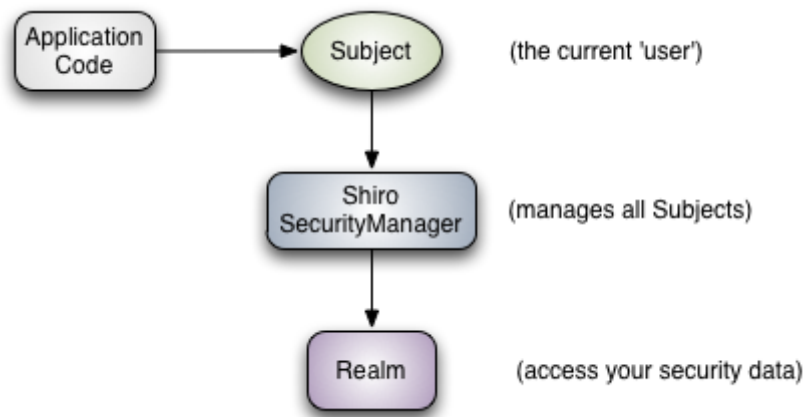 Application
Code
Subject
(the current 'user')
Shiro
SecurityManager
(manages all Subjects)
Realm
(access your security data)